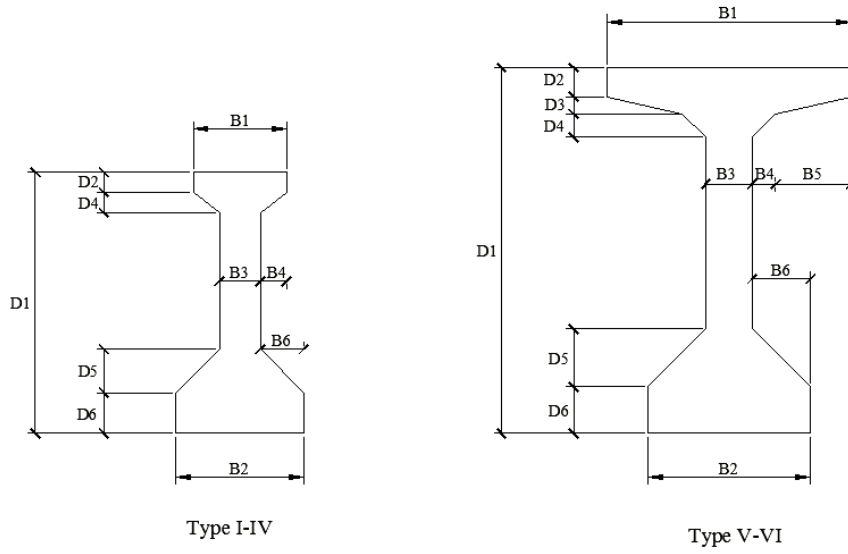 B1
D2
D4
B3 B4
D1
B6
D5
D6
B2
Type I-IV
B1
D2
D3
D4
B3 B4 B5
D1
B6
D5
D6
B2
Type V-VI